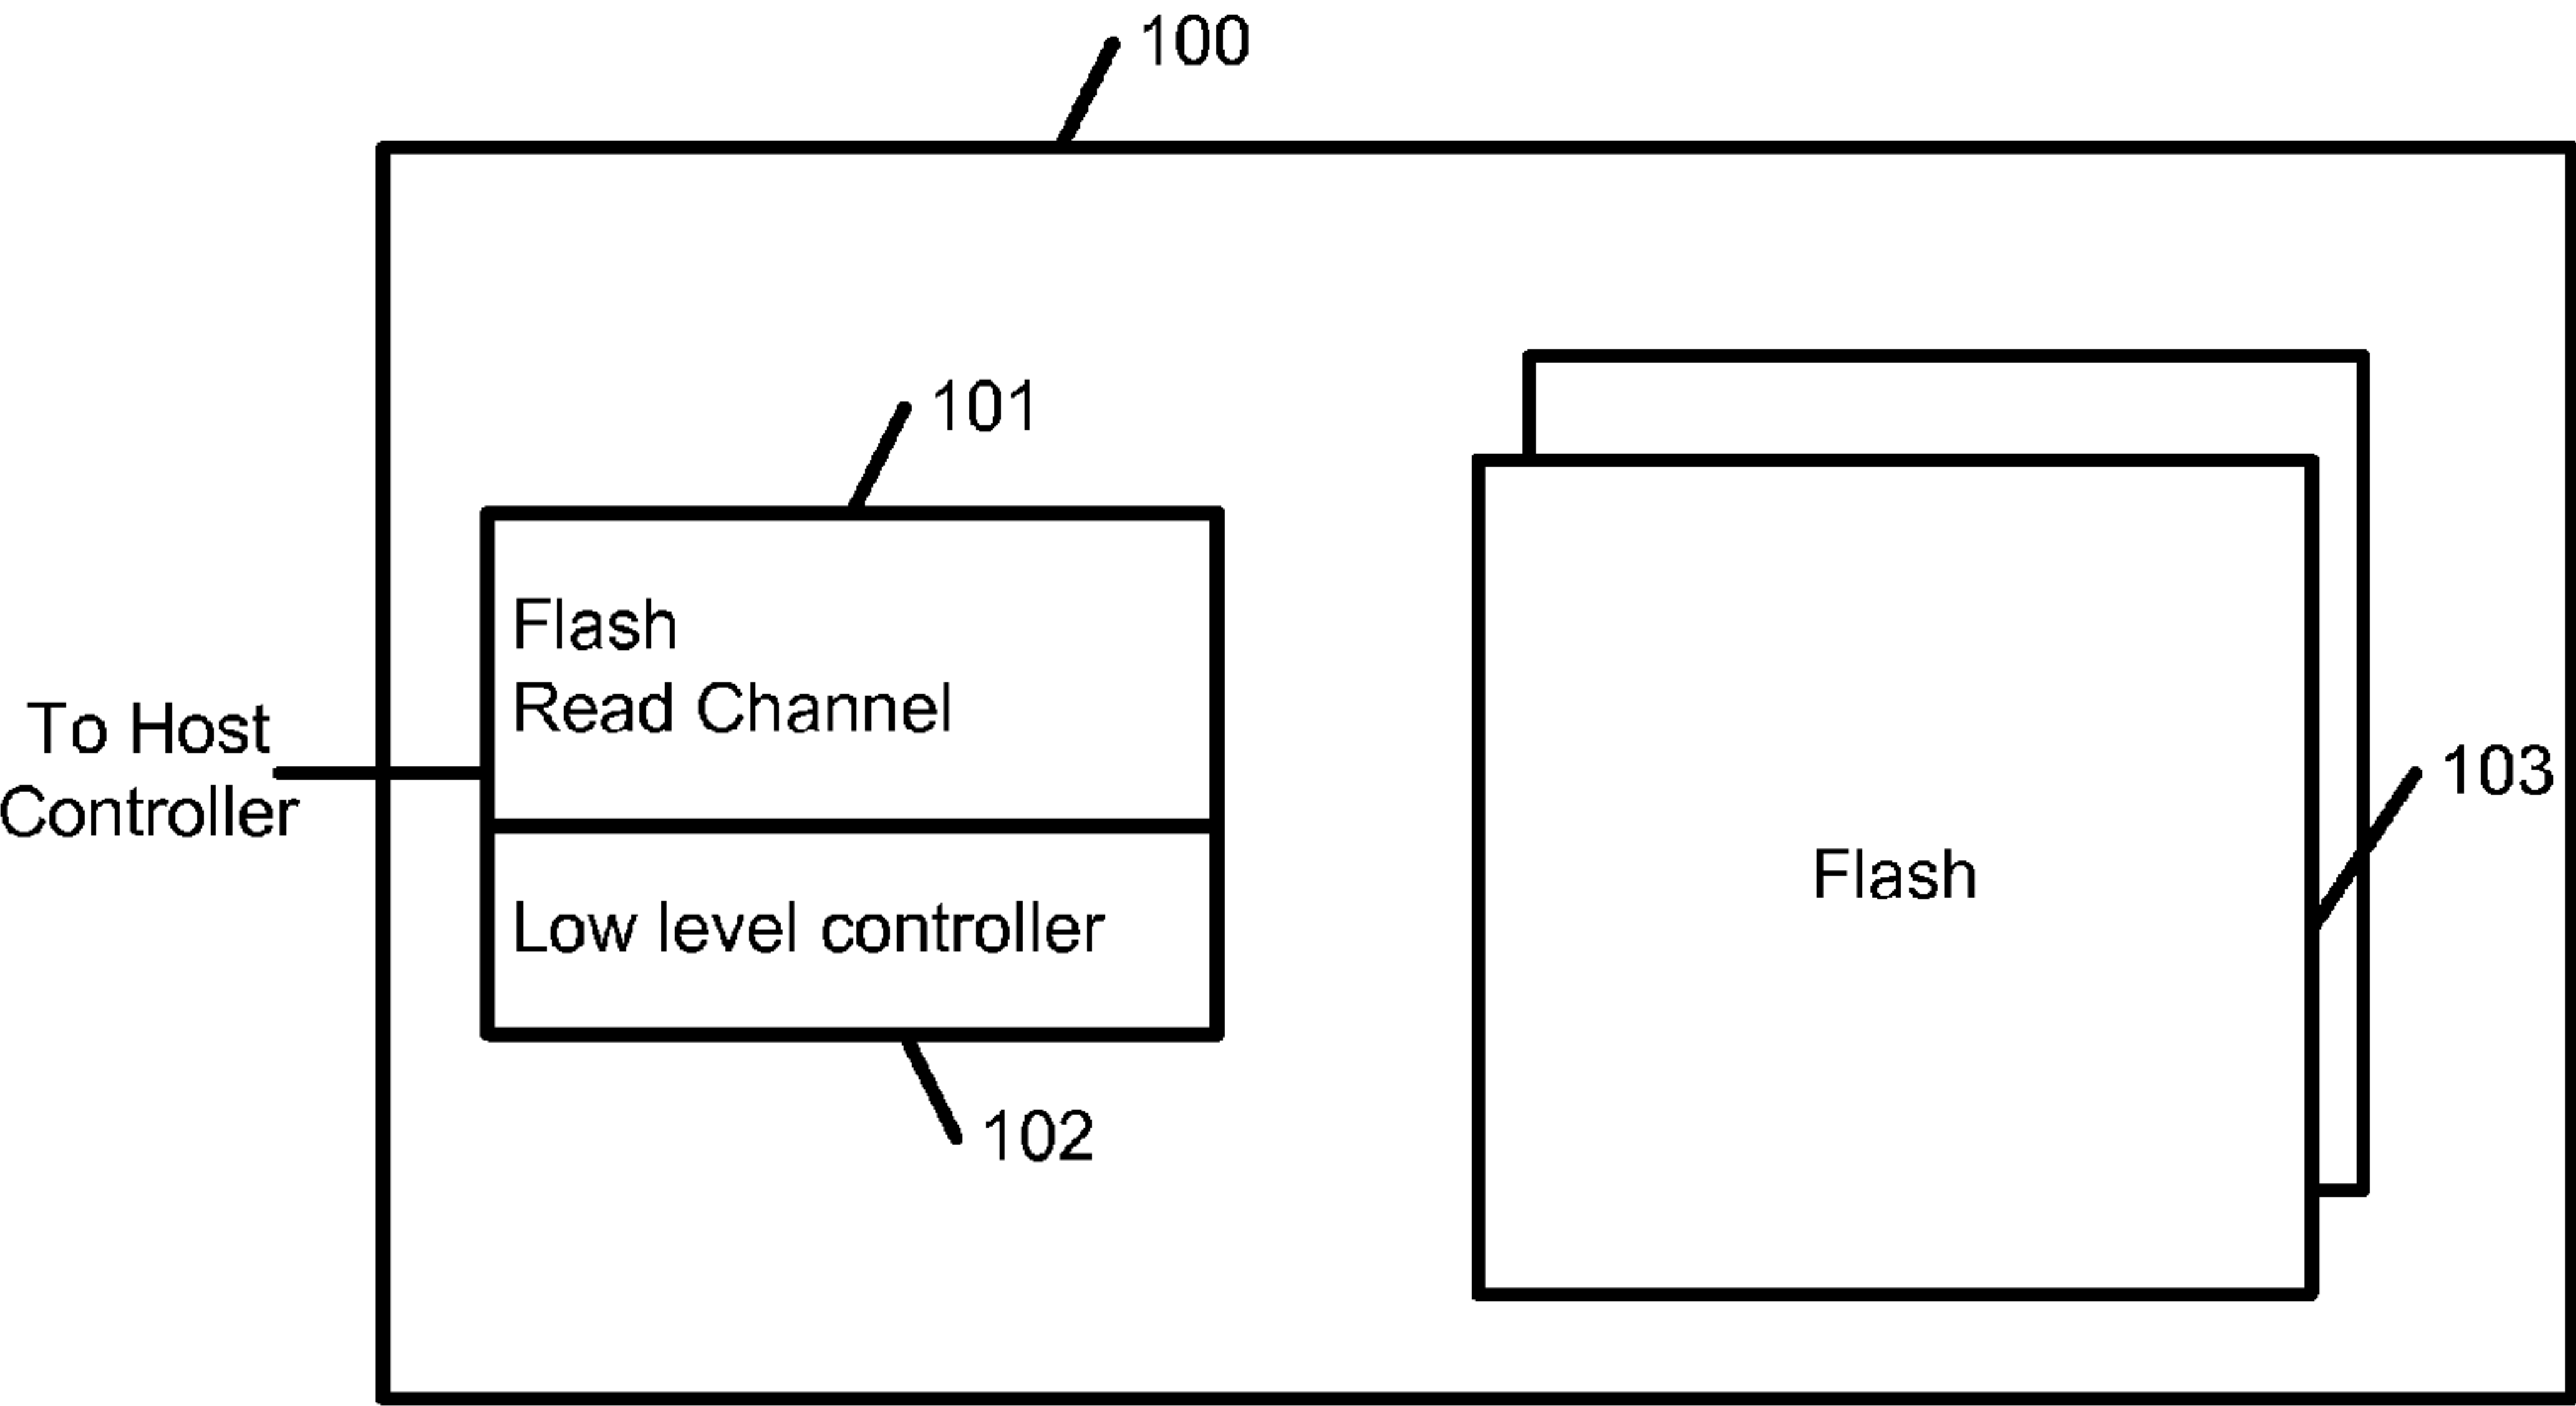 100
101
Flash
Read Channel
To Host
Controller
103
Flash
Low level controller
102